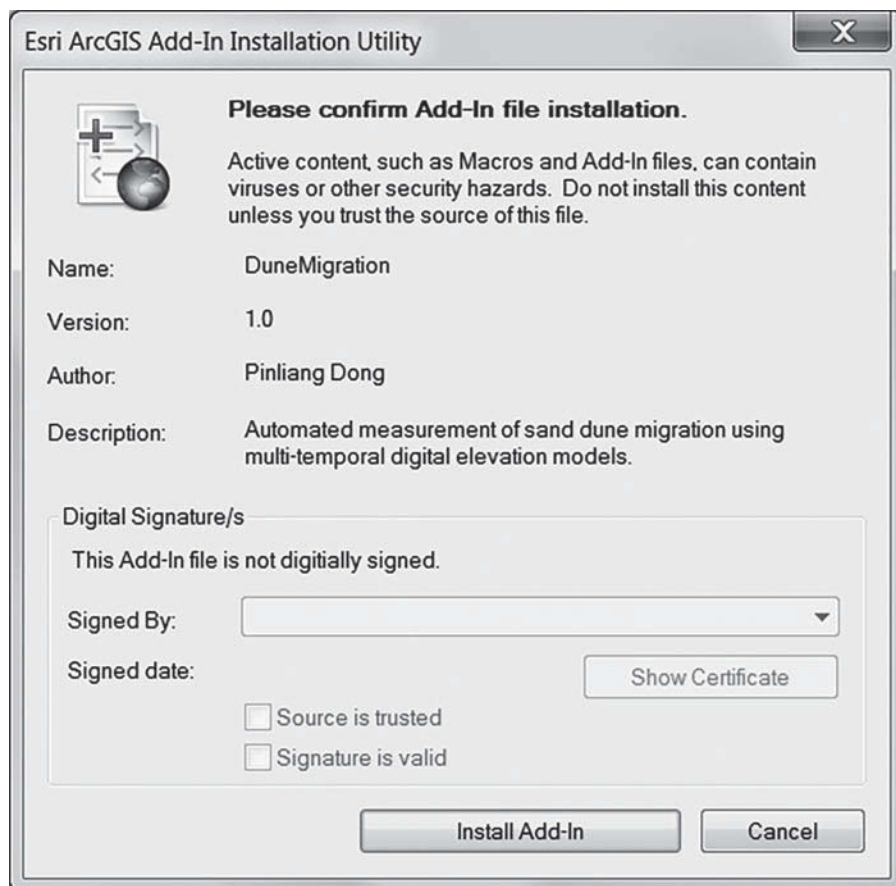 Esri ArcGIS Add-In Installation Utility
X
Please confirm Add-In file installation.
Active content, such as Macros and Add-In files, can contain
viruses or other security hazards. Do not install this content
unless you trust the source of this file.
Name: DuneMigration
Version: 1.0
Author: Pinliang Dong
Description: Automated measurement of sand dune migration using
multi-temporal digital elevation models.
Digital Signature/s
This Add-In file is not digitially signed.
Signed By:
Signed date:
Show Certificate
Source is trusted
Signature is valid
Install Add-In
Cancel